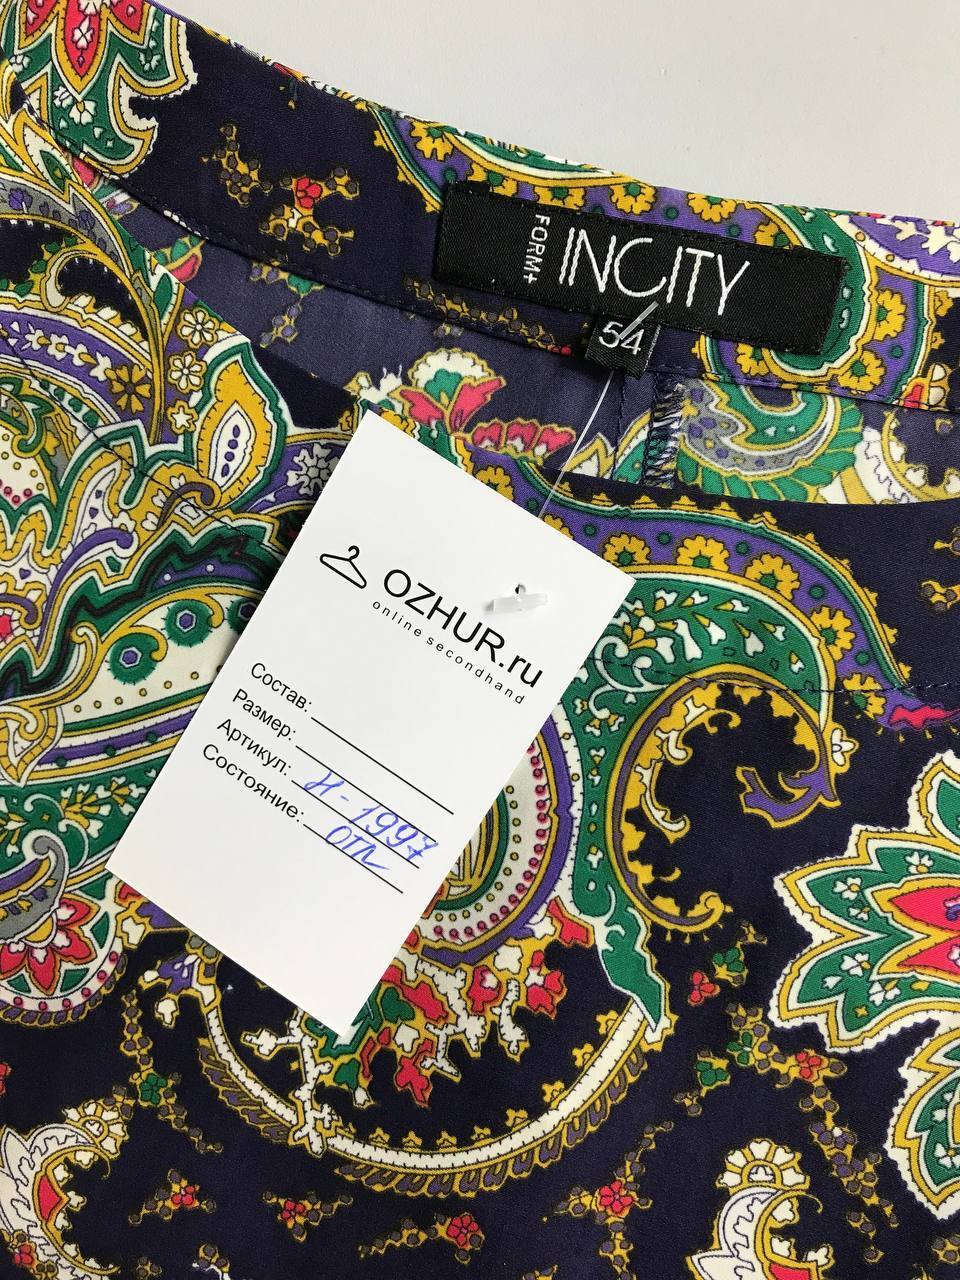 FORM+
INCITY
54
OZHUR.ru
online secondhand
Состав:
Размер:
Артикул: Н-1997
Состояние: отл